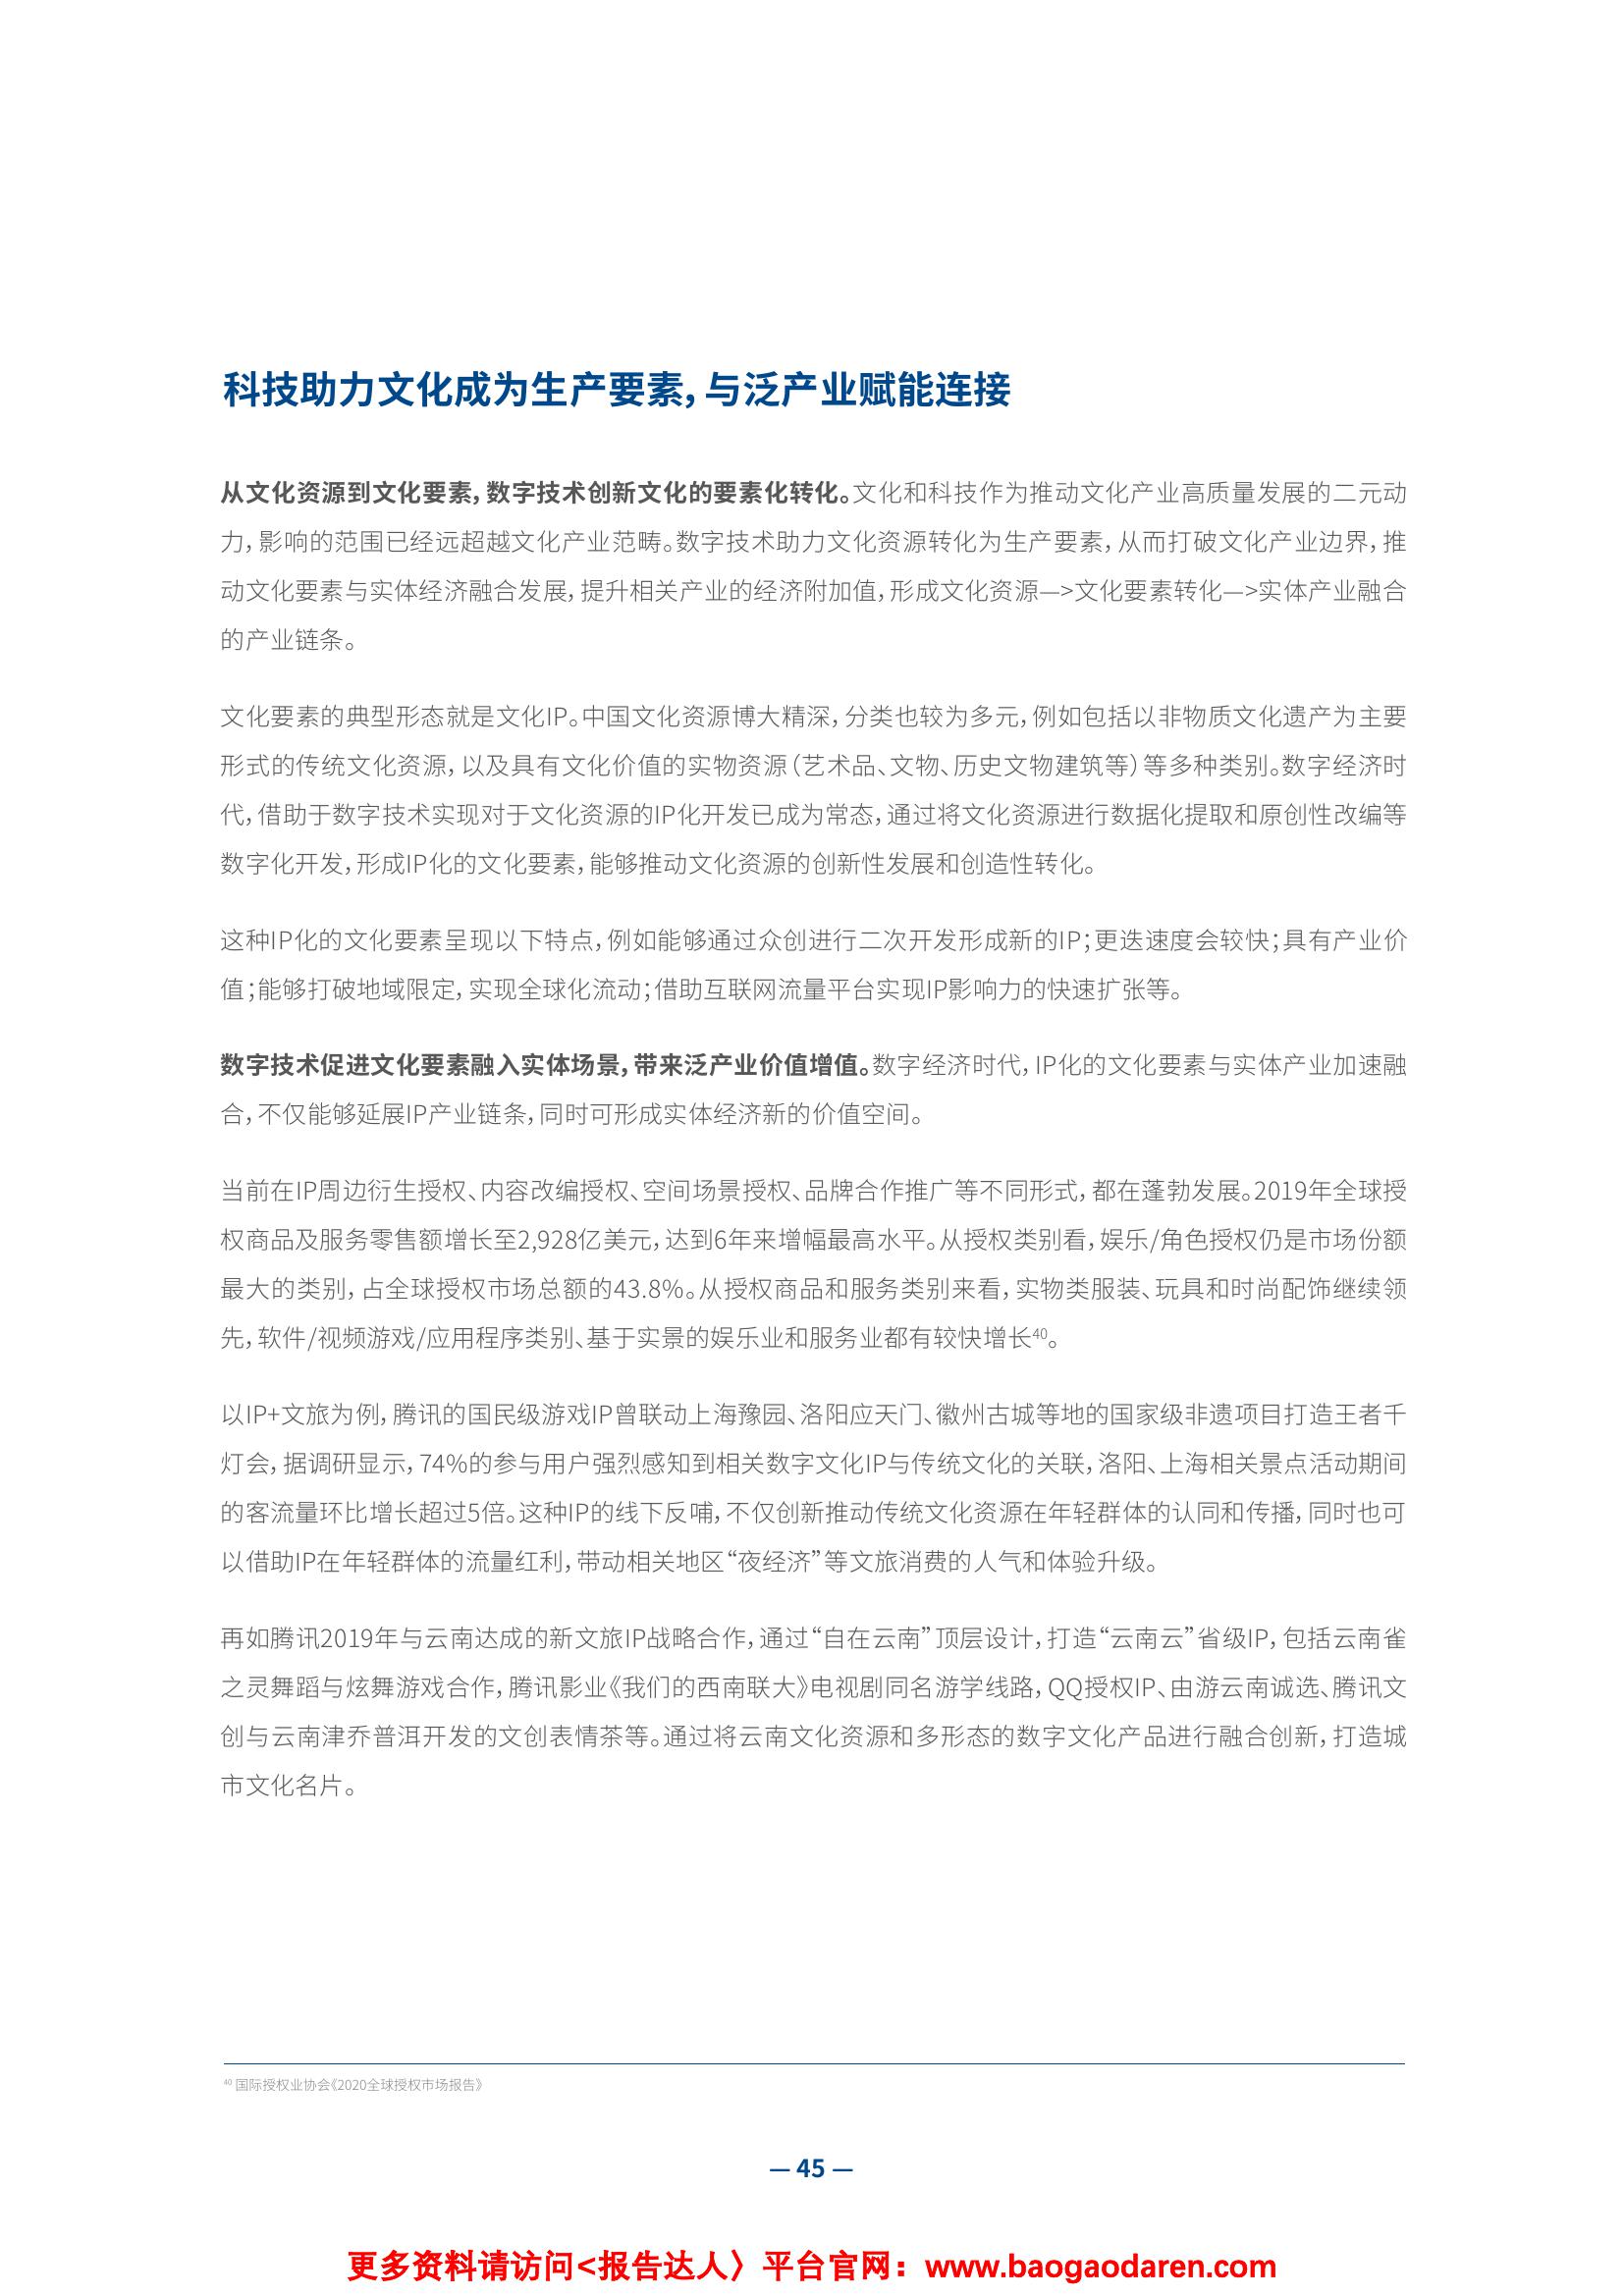 科技助力文化成为生产要素，与泛产业赋能连接
从文化资源到文化要素，数字技术创新文化的要素化转化。文化和科技作为推动文化产业高质量发展的二元动
力，影响的范围已经远超越文化产业范畴。数字技术助力文化资源转化为生产要素，从而打破文化产业边界，推
动文化要素与实体经济融合发展，提升相关产业的经济附加值，形成文化资源—>文化要素转化—>实体产业融合
的产业链条。
文化要素的典型形态就是文化IP。中国文化资源博大精深，分类也较为多元，例如包括以非物质文化遗产为主要
形式的传统文化资源，以及具有文化价值的实物资源（艺术品、文物、历史文物建筑等）等多种类别。数字经济时
代，借助于数字技术实现对于文化资源的IP化开发已成为常态，通过将文化资源进行数据化提取和原创性改编等
数字化开发，形成IP化的文化要素，能够推动文化资源的创新性发展和创造性转化。
这种IP化的文化要素呈现以下特点，例如能够通过众创进行二次开发形成新的IP；更迭速度会较快；具有产业价
值；能够打破地域限定，实现全球化流动；借助互联网流量平台实现IP影响力的快速扩张等。
数字技术促进文化要素融入实体场景，带来泛产业价值增值。数字经济时代，IP化的文化要素与实体产业加速融
合，不仅能够延展IP产业链条，同时可形成实体经济新的价值空间。
当前在IP周边衍生授权、内容改编授权、空间场景授权、品牌合作推广等不同形式，都在蓬勃发展。2019年全球授
权商品及服务零售额增长至2,928亿美元，达到6年来增幅最高水平。从授权类别看，娱乐/角色授权仍是市场份额
最大的类别，占全球授权市场总额的43.8%。从授权商品和服务类别来看，实物类服装、玩具和时尚配饰继续领
先，软件/视频游戏/应用程序类别、基于实景的娱乐业和服务业都有较快增长40。
以IP+文旅为例，腾讯的国民级游戏IP曾联动上海豫园、洛阳应天门、徽州古城等地的国家级非遗项目打造王者千
灯会，据调研显示，74%的参与用户强烈感知到相关数字文化IP与传统文化的关联，洛阳、上海相关景点活动期间
的客流量环比增长超过5倍。这种IP的线下反哺，不仅创新推动传统文化资源在年轻群体的认同和传播，同时也可
以借助IP在年轻群体的流量红利，带动相关地区“夜经济”等文旅消费的人气和体验升级。
再如腾讯2019年与云南达成的新文旅IP战略合作，通过“自在云南”顶层设计，打造“云南云”省级IP，包括云南雀
之灵舞蹈与炫舞游戏合作，腾讯影业《我们的西南联大》电视剧同名游学线路，QQ授权IP、由游云南诚选、腾讯文
创与云南津乔普洱开发的文创表情茶等。通过将云南文化资源和多形态的数字文化产品进行融合创新，打造城
市文化名片。
40 国际授权业协会《2020全球授权市场报告》
— 45 —
更多资料请访问<报告达人〉平台官网：www.baogaodaren.com